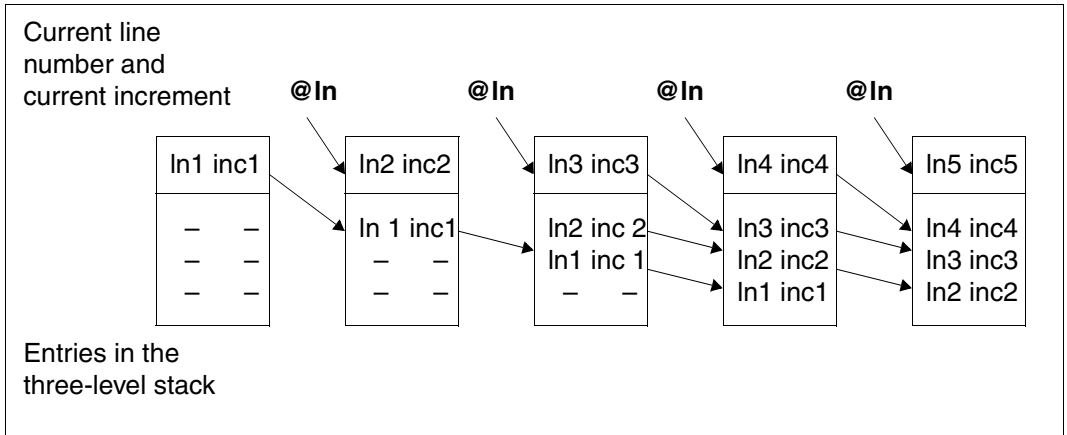 Current line
number and
current increment
@ln @ln @ln @ln
ln1 inc1 ln2 inc2 ln3 inc3 ln4 inc4 ln5 inc5
– – ln 1 inc1 ln2 inc 2 ln3 inc3 ln4 inc4
– – – – ln1 inc 1 ln2 inc2 ln3 inc3
– – – – – – ln1 inc1 ln2 inc2
Entries in the
three-level stack